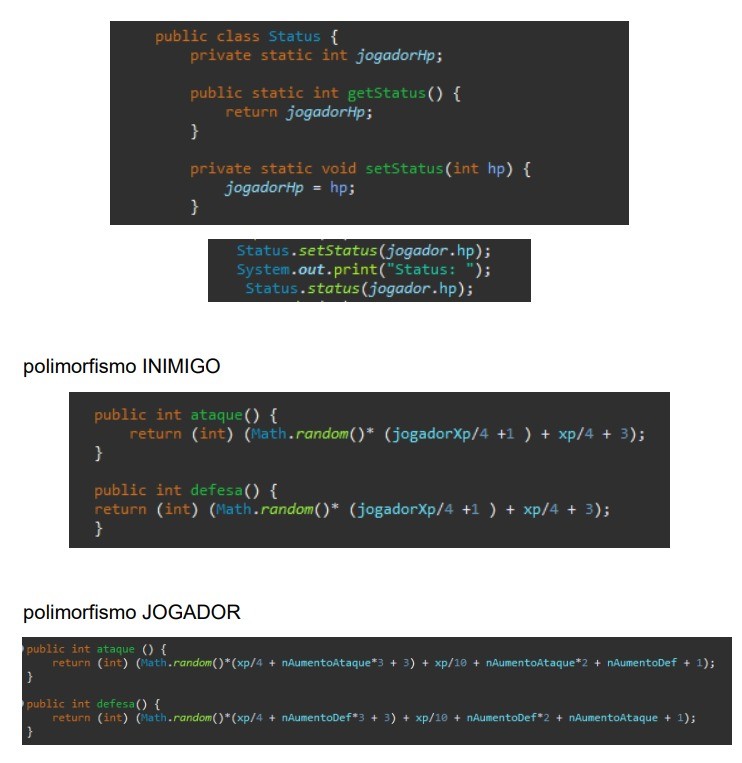 public class Status {
private static int jogadorHp;
public static int getStatus() {
return jogadorHp;
}
private static void setStatus(int hp) {
jogadorHp = hp;
}
Status.setStatus(jogador.hp);
System.out.print("Status: ");
Status.status(jogador.hp);
polimorfismo INIMIGO
public int ataque() {
return (int) (Math.random()* (jogadorXp/4 +1 ) + xp/4 + 3);
}
public int defesa() {
return (int) (Math.random()* (jogadorXp/4 +1 ) + xp/4 + 3);
}
polimorfismo JOGADOR
public int ataque () {
return (int) (Math.random()*(xp/4 + nAumentoAtaque*3 + 3) + xp/10 + nAumentoAtaque*2 + nAumentoDef + 1);
}
public int defesa() {
return (int) (Math.random()*(xp/4 + nAumentoDef*3 + 3) + xp/10 + nAumentoDef*2 + nAumentoAtaque + 1);
}